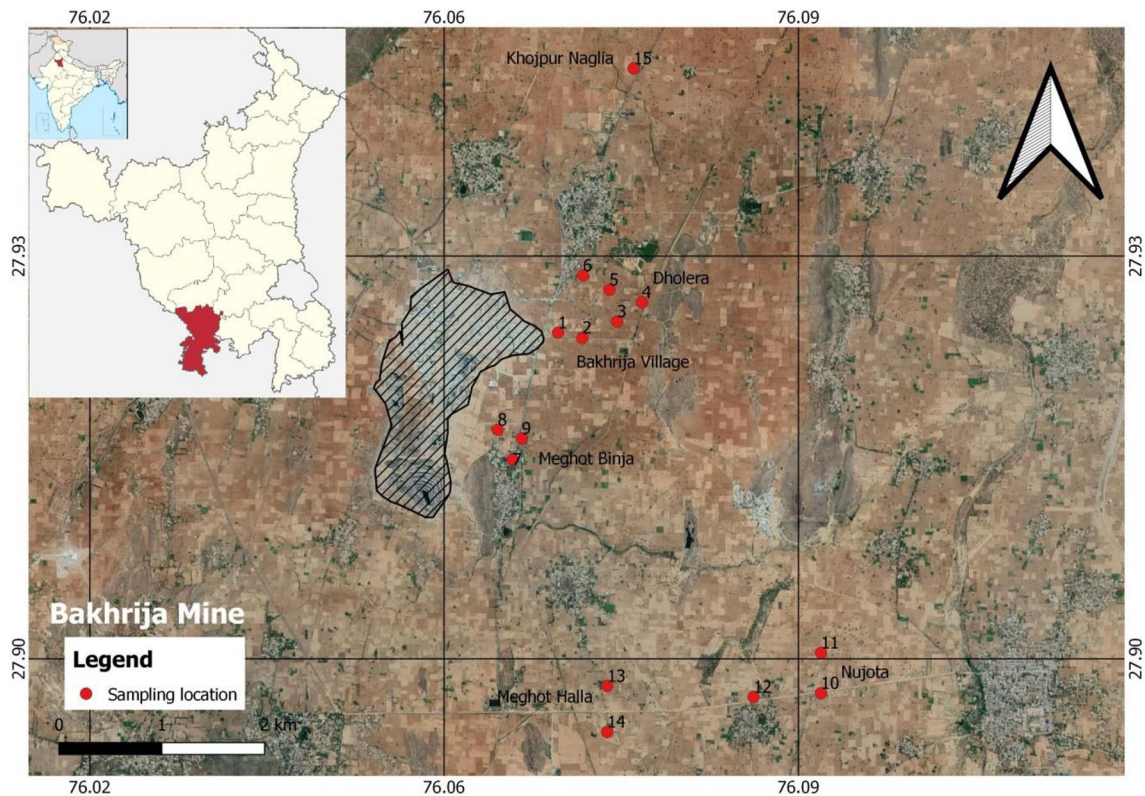 76.02 76.06 76.09
Khojpur Naglia 15
27.93 27.93
6
5 Dholera
4
3
1 2
Bakhrija Village
8 9
7 Meghot Binja
Bakhrija Mine
Legend
Sampling location
0 1 2 km
27.90 27.90
11
Nujota
10
12
13
Meghot Halla
14
76.02 76.06 76.09